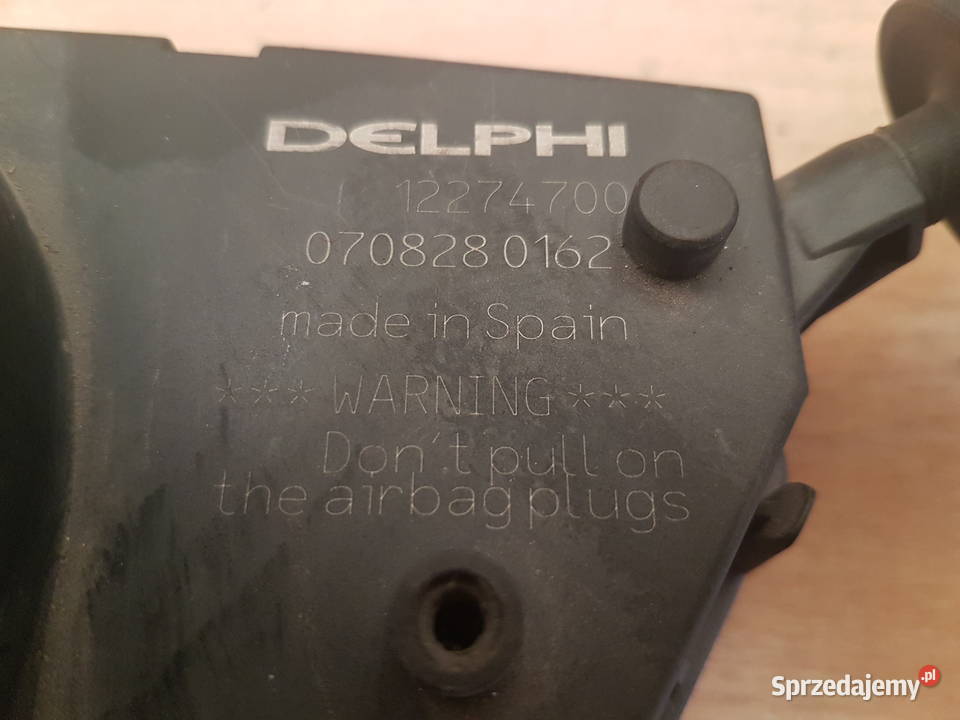 DELPHI
12274700
070828 0162
made in Spain
*** WARNING ***
Don't pull on
the airbag plugs
Sprzedajemy.pl